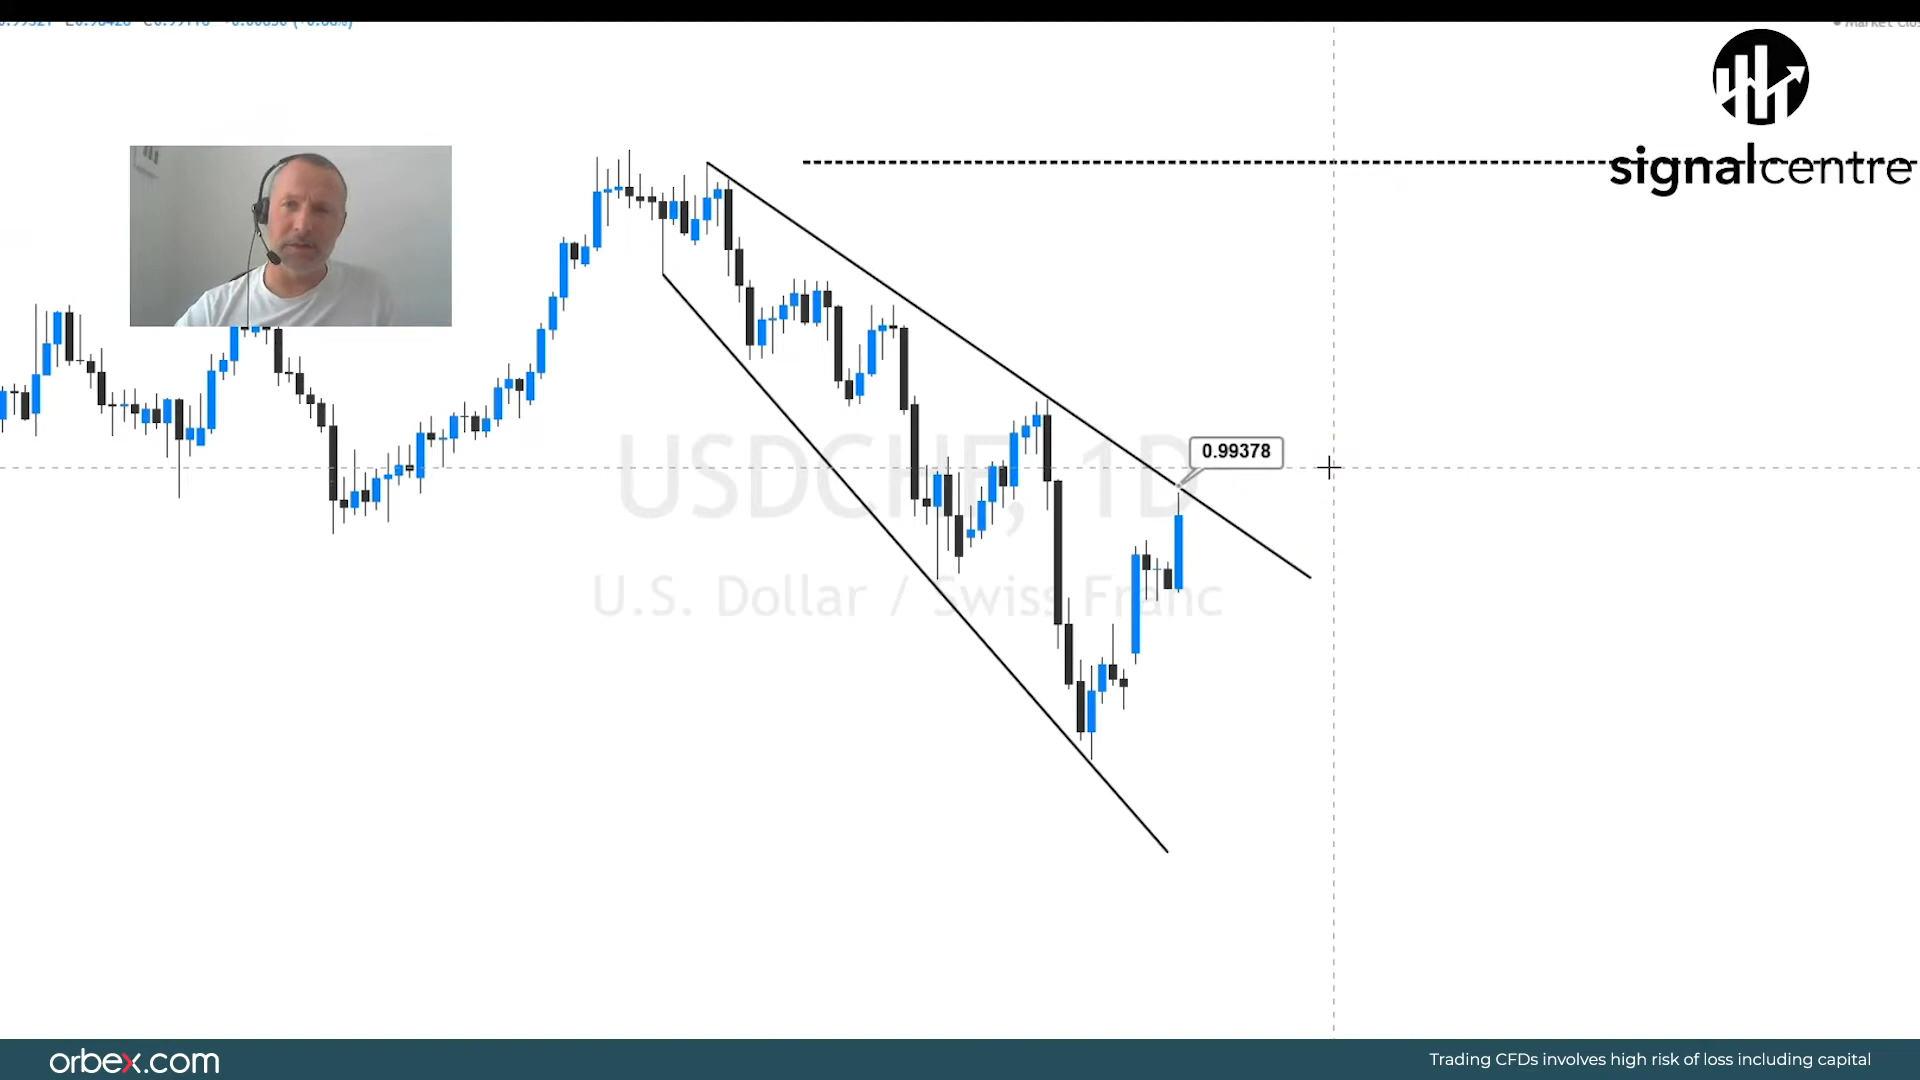 signalcentre
0.99378
USDCHF, 1D
U.S. Dollar / Swiss Franc
orbex.com
Trading CFDs involves high risk of loss including capital